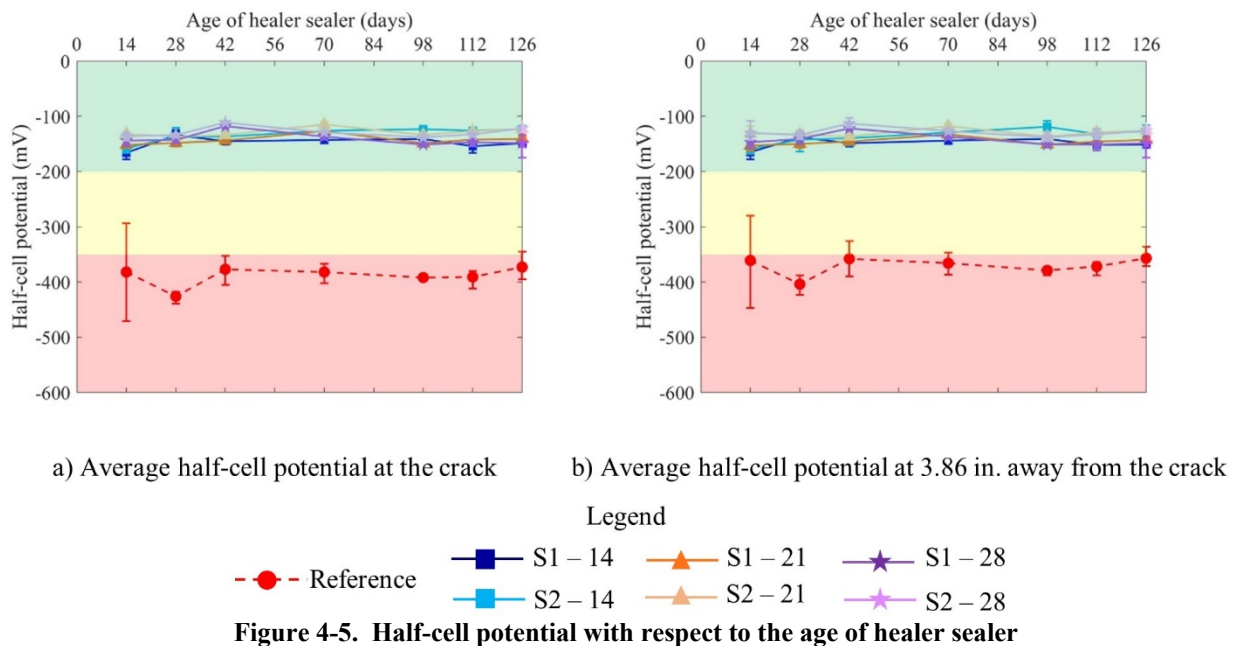 Age of healer sealer (days)
0 14 28 42 56 70 84 98 112 126
0
-100
-200
-300
-400
-500
-600
Half-cell potential (mV)
a) Average half-cell potential at the crack
Age of healer sealer (days)
0 14 28 42 56 70 84 98 112 126
0
-100
-200
-300
-400
-500
-600
Half-cell potential (mV)
b) Average half-cell potential at 3.86 in. away from the crack
Legend
Reference
S1 – 14 S1 – 21 S1 – 28
S2 – 14 S2 – 21 S2 – 28
Figure 4-5. Half-cell potential with respect to the age of healer sealer